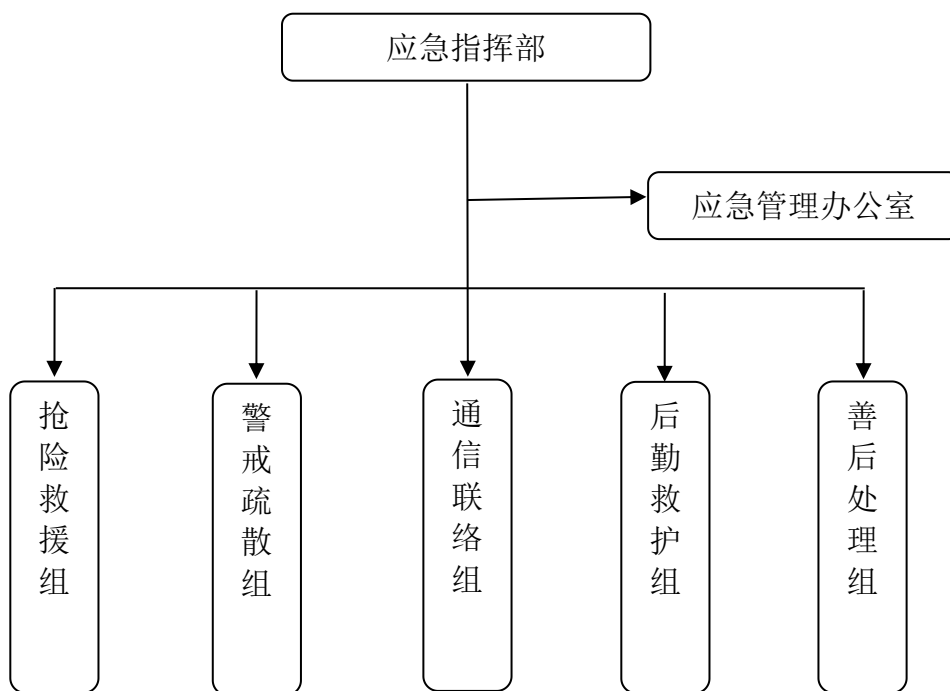 应急指挥部
应急管理办公室
抢险救援组
警戒疏散组
通信联络组
后勤救护组
善后处理组